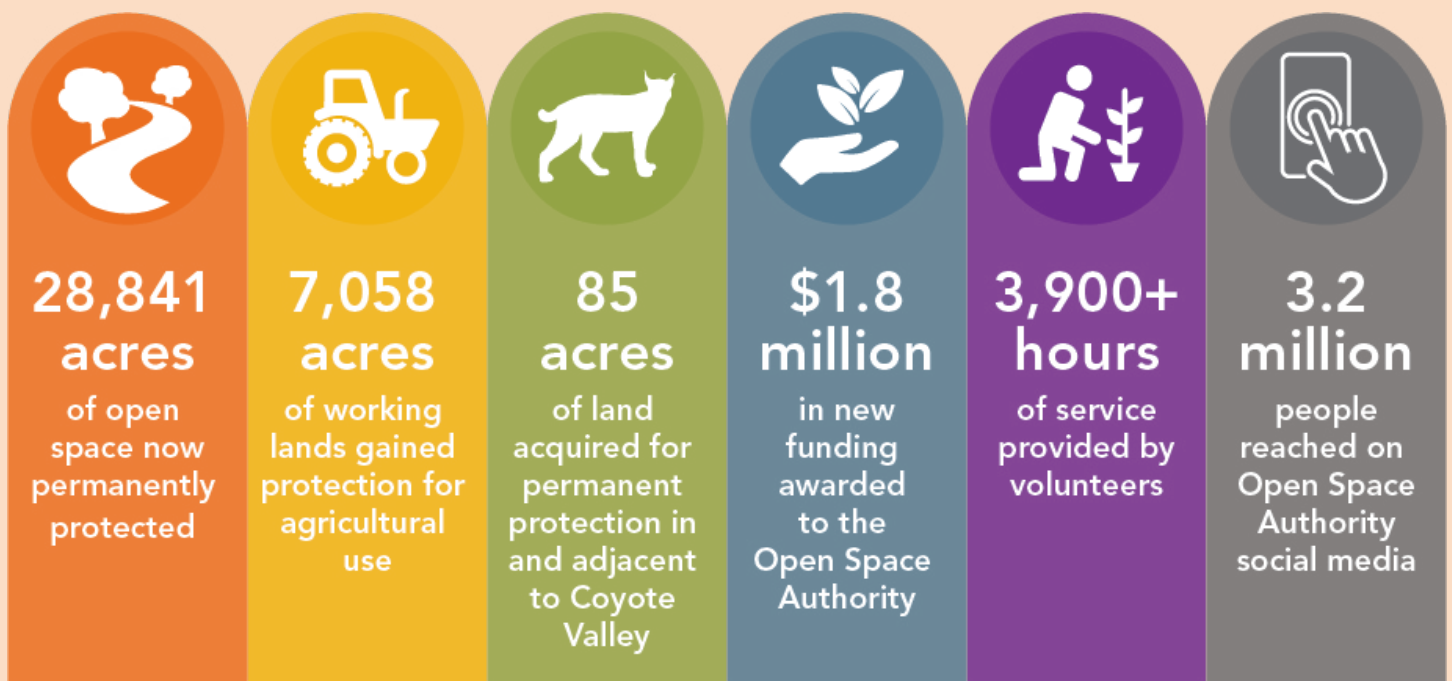 28,841
acres
of open
space now
permanently
protected
7,058
acres
of working
lands gained
protection for
agricultural
use
85
acres
of land
acquired for
permanent
protection in
and adjacent
to Coyote
Valley
$1.8
million
in new
funding
awarded
to the
Open Space
Authority
3,900+
hours
of service
provided by
volunteers
3.2
million
people
reached on
Open Space
Authority
social media